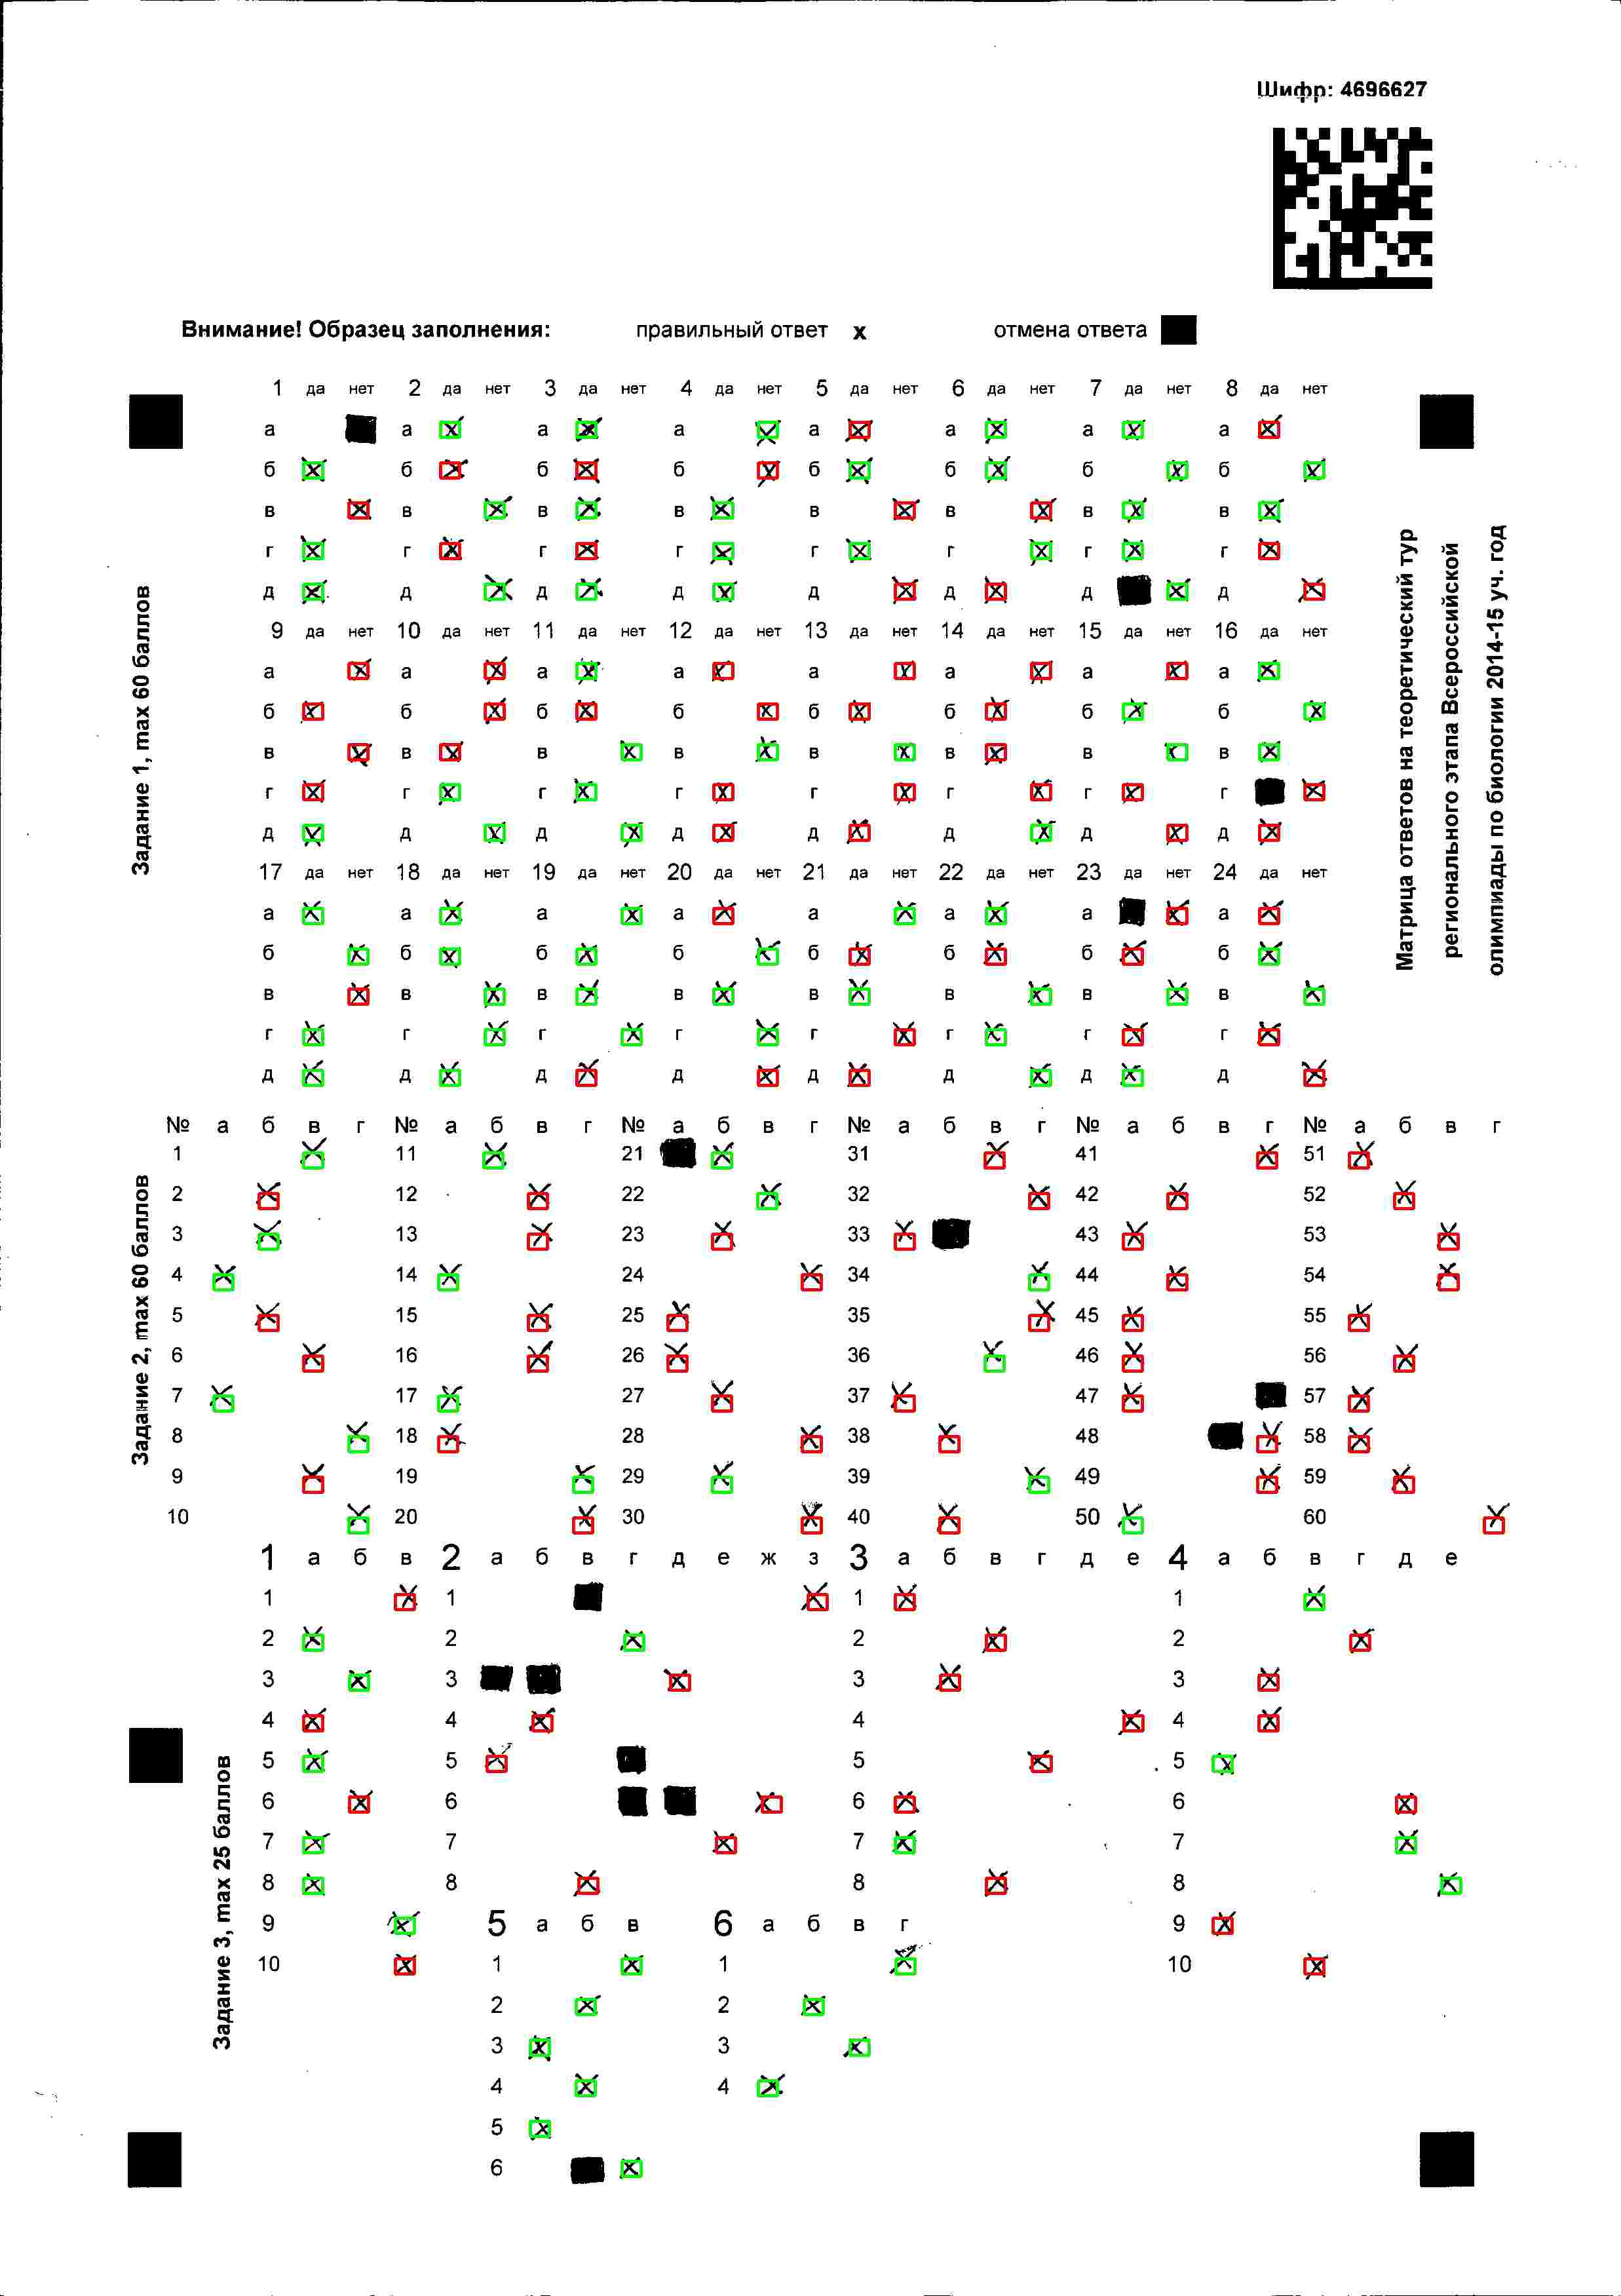 Шифр: 4696627
Внимание! Образец заполнения: правильный ответ х отмена ответа
1 да нет 2 да нет 3 да нет 4 да нет 5 да нет 6 да нет 7 да нет 8 да нет
а а а а а а а а
б б б б б б б б
в в в в в в в в
г г г г г г г г
д д д д д д д д
9 да нет 10 да нет 11 да нет 12 да нет 13 да нет 14 да нет 15 да нет 16 да нет
а а а а а а а а
б б б б б б б б
в в в в в в в в
г г г г г г г г
д д д д д д д д
17 да нет 18 да нет 19 да нет 20 да нет 21 да нет 22 да нет 23 да нет 24 да нет
а а а а а а а а
б б б б б б б б
в в в в в в в в
г г г г г г г г
д д д д д д д д
Задание 1, max 60 баллов
Матрица ответов на теоретический тур
регионального этапа Всероссийской
олимпиады по биологии 2014-15 уч. год
№ а б в г № а б в г № а б в г № а б в г № а б в г № а б в г
1 11 21 31 41 51
2 12 22 32 42 52
3 13 23 33 43 53
4 14 24 34 44 54
5 15 25 35 45 55
6 16 26 36 46 56
7 17 27 37 47 57
8 18 28 38 48 58
9 19 29 39 49 59
10 20 30 40 50 60
Задание 2, max 60 баллов
1 а б в 2 а б в г д е ж з 3 а б в г д е 4 а б в г д е
1 1 1 1
2 2 2 2
3 3 3 3
4 4 4 4
5 5 5 5
6 6 6 6
7 7 7 7
8 8 8 8
9 5 а б в 6 а б в г 9
10 1 1 10
2 2
3 3
4 4
5
6
Задание 3, max 25 баллов